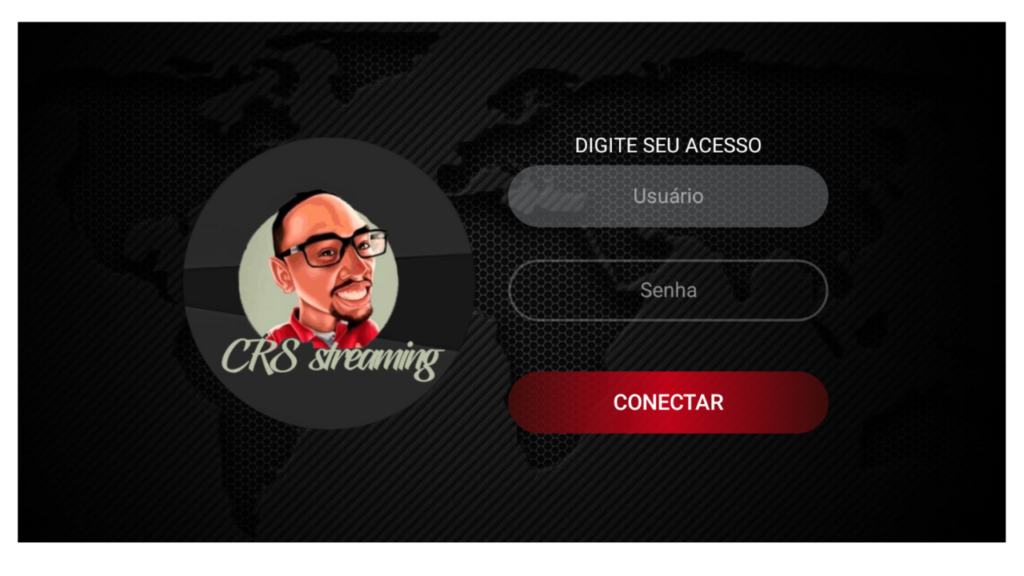 DIGITE SEU ACESSO
Usuário
Senha
CRS streaming
CONECTAR